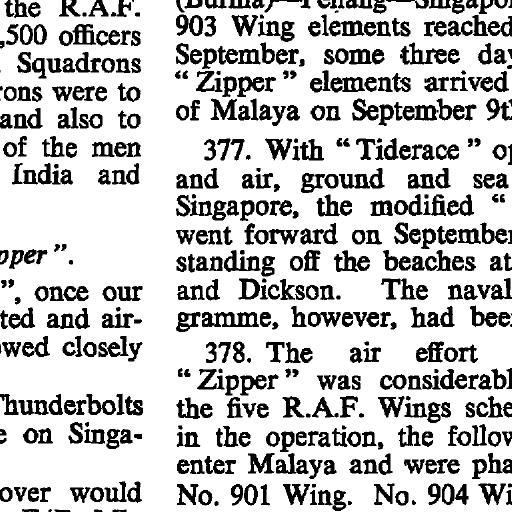 the R.A.F.
,500 officers
Squadrons
rons were to
and also to
of the men
India and
pper ".
", once our
ted and air-
owed closely
Thunderbolts
e on Singa-
over would
903 Wing elements reached
September, some three day
" Zipper " elements arrived
of Malaya on September 9t
377. With " Tiderace " op
and air, ground and sea
Singapore, the modified "
went forward on September
standing off the beaches at
and Dickson. The naval
gramme, however, had bee
378. The air effort
" Zipper " was considerabl
the five R.A.F. Wings sche
in the operation, the follow
enter Malaya and were pha
No. 901 Wing. No. 904 Wi